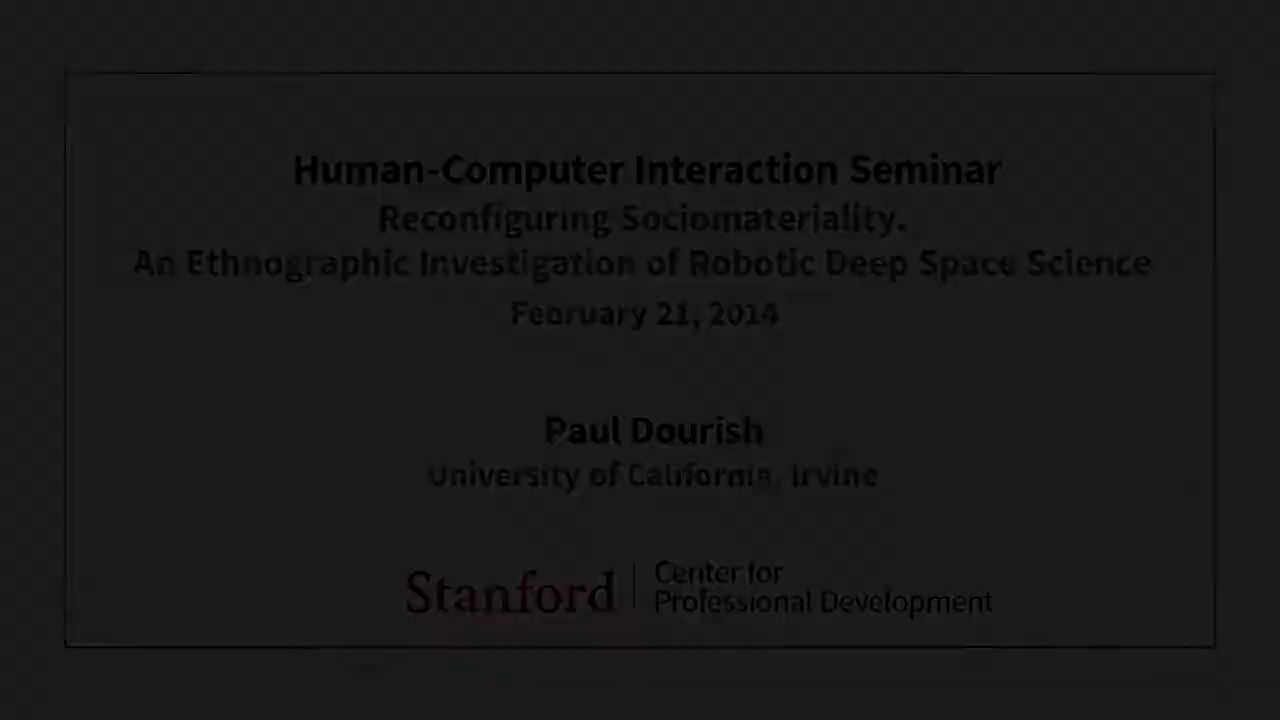 Human-Computer Interaction Seminar
Reconfiguring Sociomateriality.
An Ethnographic Investigation of Robotic Deep Space Science
February 21, 2014
Paul Dourish
University of California, Irvine
Stanford
Center for
Professional Development